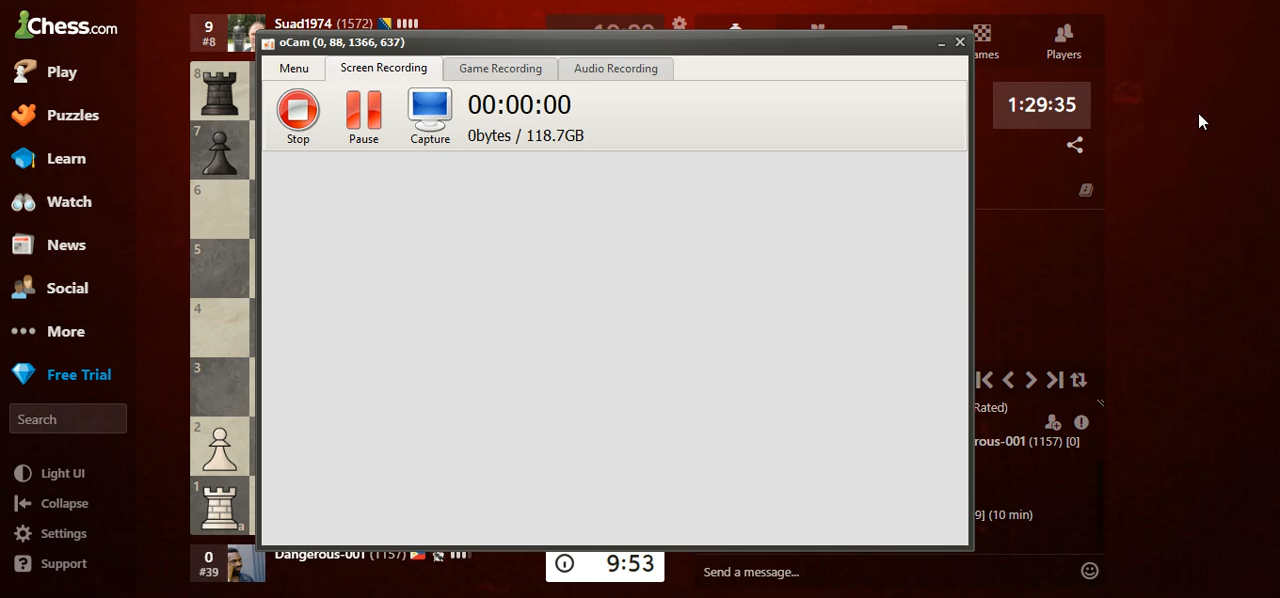 Chess.com
Play
Puzzles
Learn
Watch
News
Social
More
Free Trial
Search
Light UI
Collapse
Settings
Support
9
#8
Suad1974 (1572)
oCam (0, 88, 1366, 637)
Menu
Screen Recording
Game Recording
Audio Recording
Stop
Pause
Capture
00:00:00
0bytes / 118.7GB
8
7
6
5
4
3
2
1
a
0
#39
Dangerous-001 (1157)
9:53
Players
1:29:35
Rated)
rous-001 (1157) [0]
9] (10 min)
Send a message...